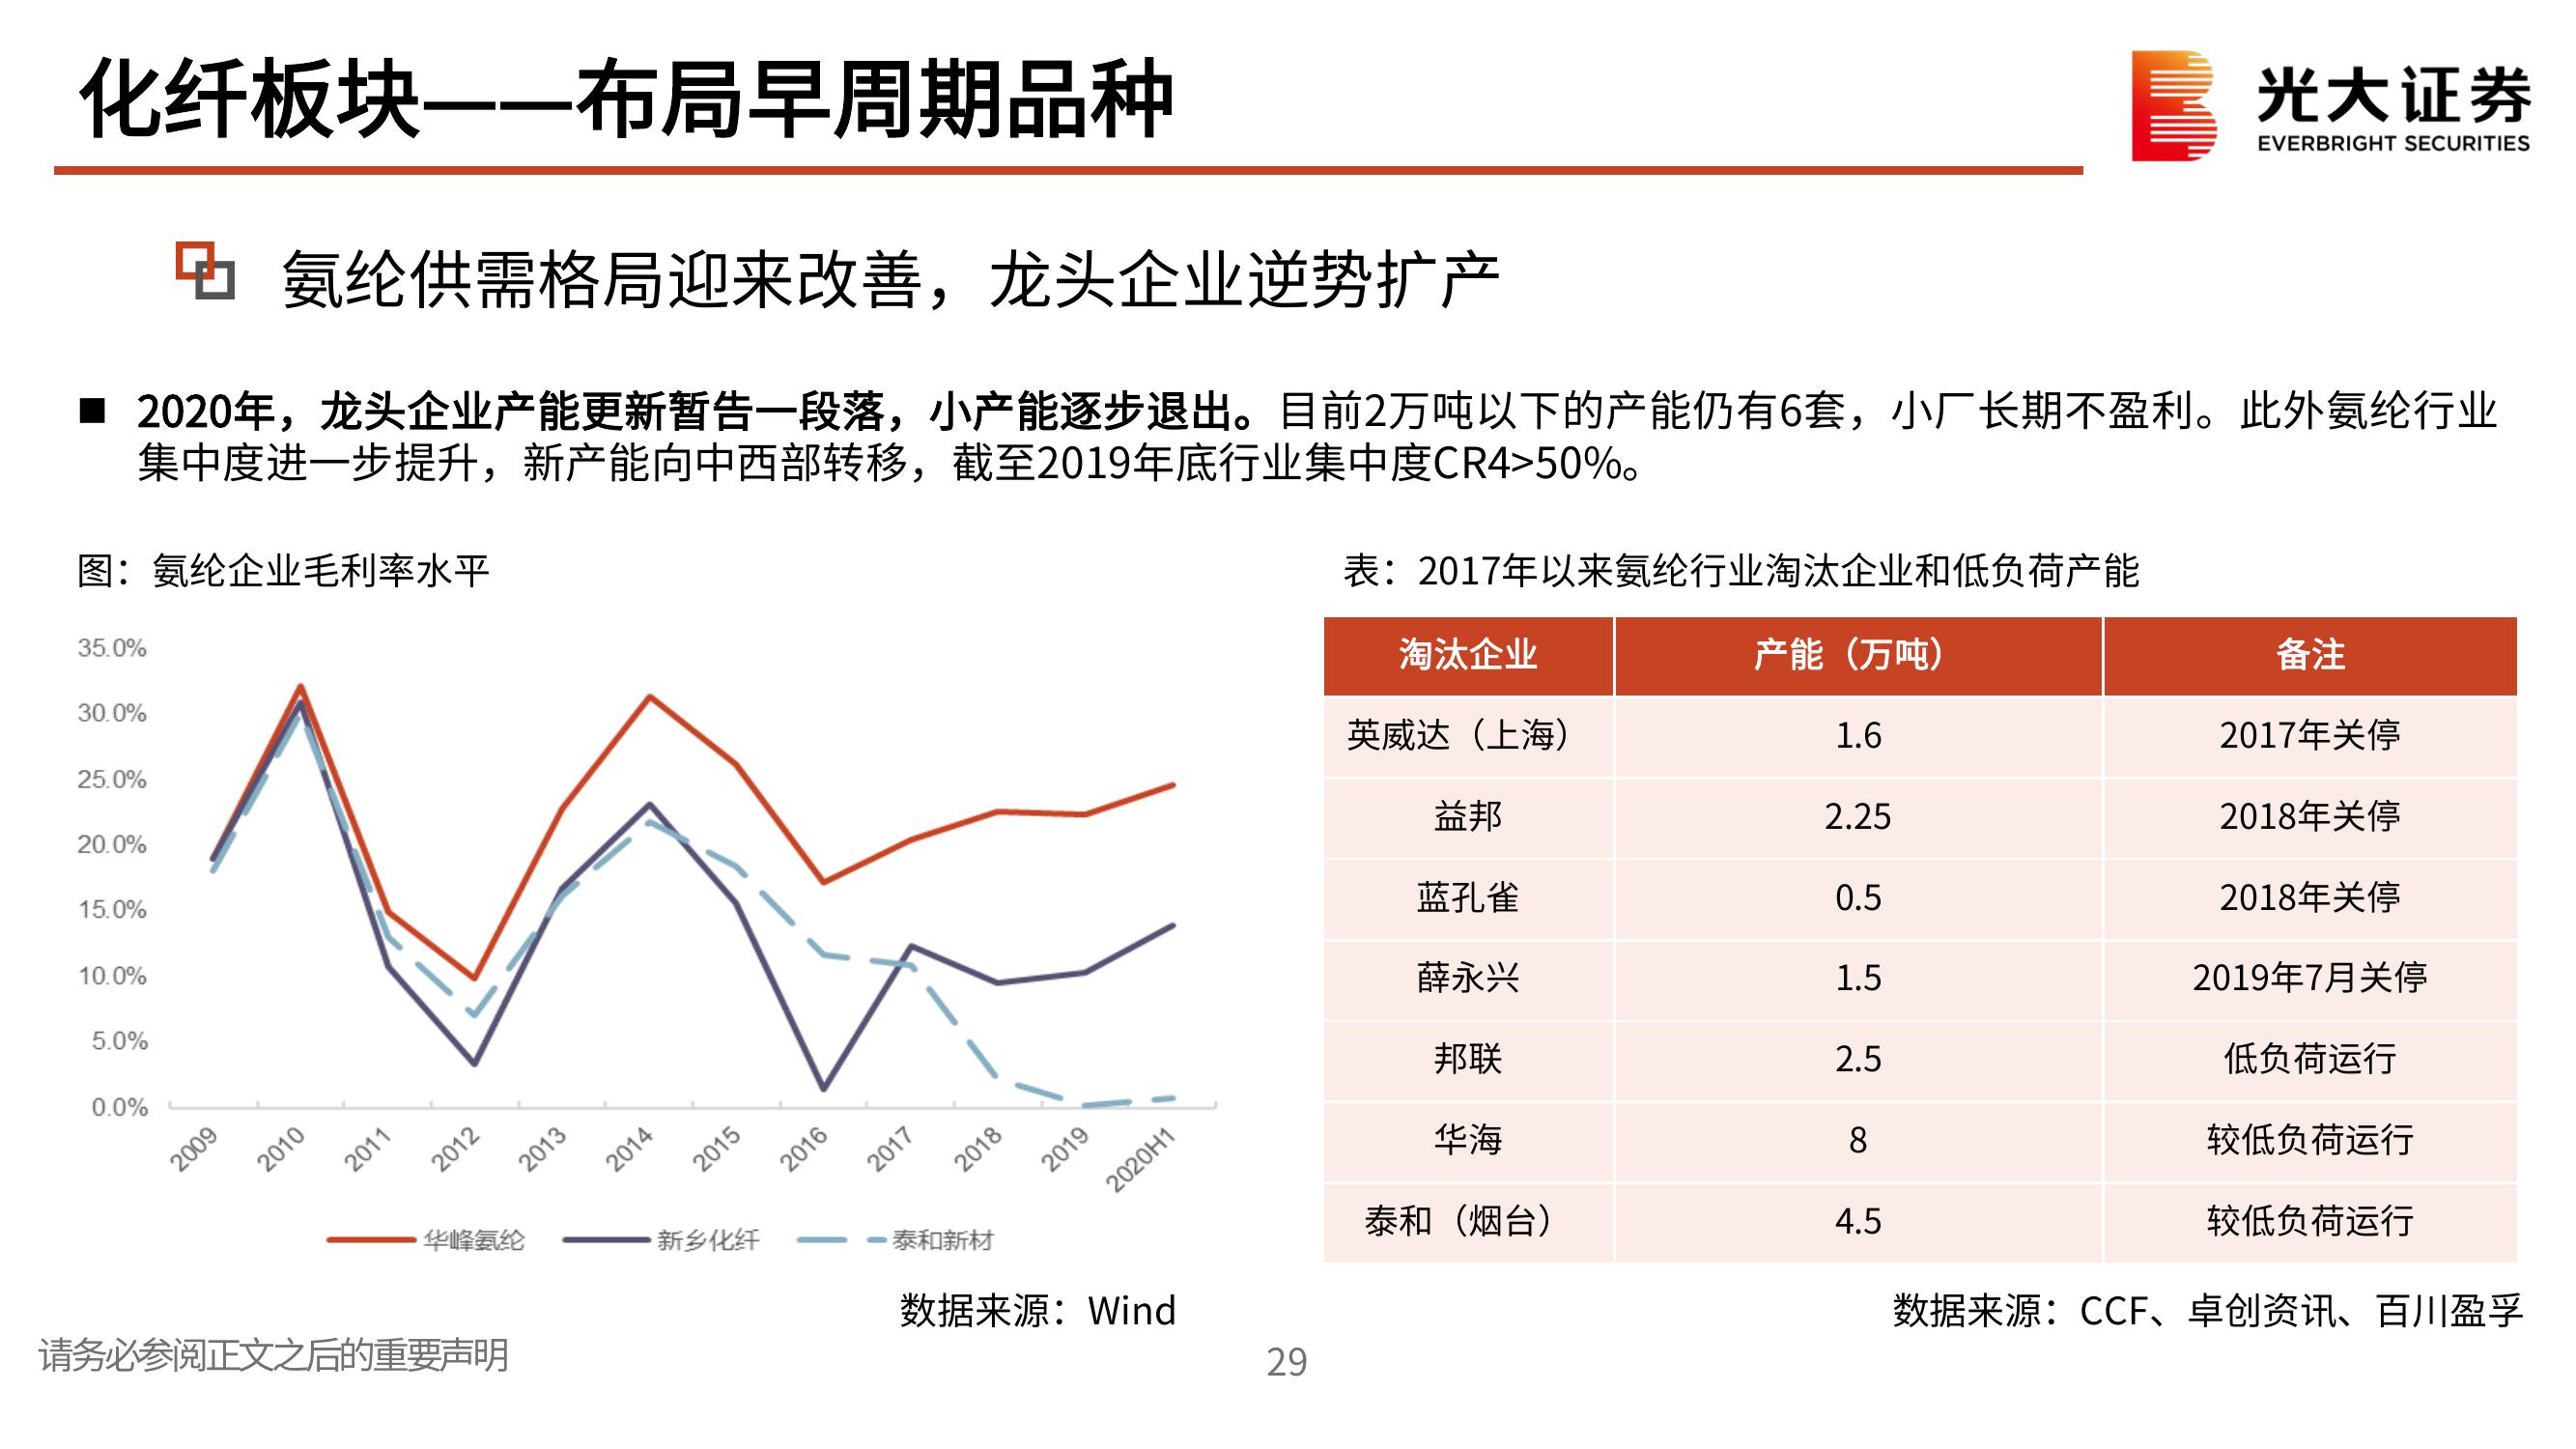 化纤板块——布局早周期品种
光大证券
EVERBRIGHT SECURITIES
氨纶供需格局迎来改善，龙头企业逆势扩产
■ 2020年，龙头企业产能更新暂告一段落，小产能逐步退出。目前2万吨以下的产能仍有6套，小厂长期不盈利。此外氨纶行业
集中度进一步提升，新产能向中西部转移，截至2019年底行业集中度CR4>50%。
图：氨纶企业毛利率水平
35.0%
30.0%
25.0%
20.0%
15.0%
10.0%
5.0%
0.0%
2009 2010 2011 2012 2013 2014 2015 2016 2017 2018 2019 2020H1
华峰氨纶 新乡化纤 泰和新材
数据来源：Wind
表：2017年以来氨纶行业淘汰企业和低负荷产能
淘汰企业 产能（万吨） 备注
英威达（上海） 1.6 2017年关停
益邦 2.25 2018年关停
蓝孔雀 0.5 2018年关停
薛永兴 1.5 2019年7月关停
邦联 2.5 低负荷运行
华海 8 较低负荷运行
泰和（烟台） 4.5 较低负荷运行
数据来源：CCF、卓创资讯、百川盈孚
请务必参阅正文之后的重要声明
29